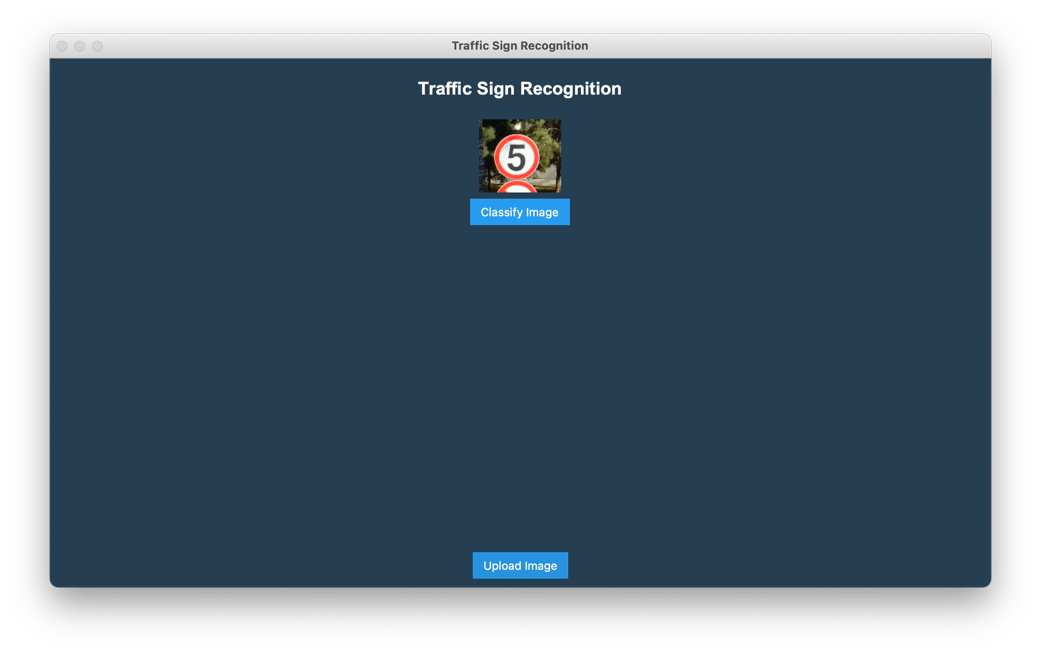 Traffic Sign Recognition
Traffic Sign Recognition
5
Classify Image
Upload Image